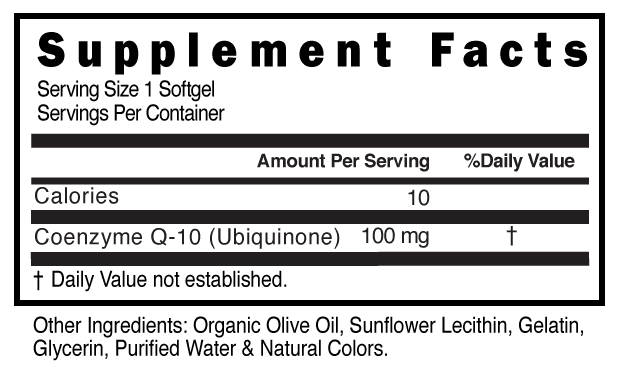 Supplement Facts
Serving Size 1 Softgel
Servings Per Container
Amount Per Serving %Daily Value
Calories 10
Coenzyme Q-10 (Ubiquinone) 100 mg †
† Daily Value not established.
Other Ingredients: Organic Olive Oil, Sunflower Lecithin, Gelatin,
Glycerin, Purified Water & Natural Colors.